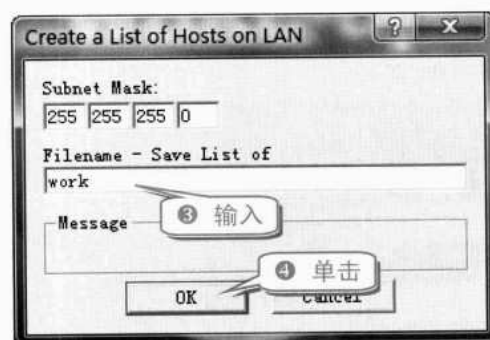 Create a List of Hosts on LAN
Subnet Mask:
255 255 255 0
Filename - Save List of
work
❸ 输入
Message
❹ 单击
OK
Cancel